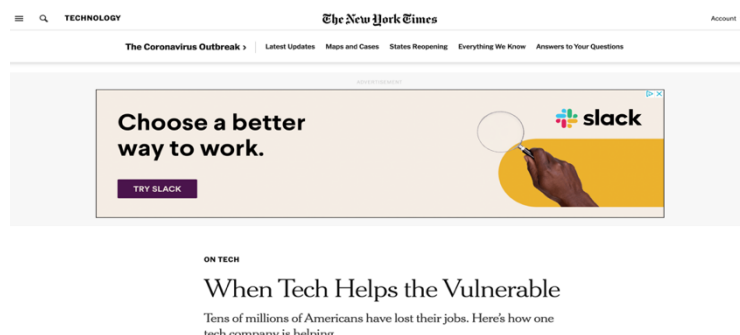 TECHNOLOGY
The New York Times
Account
The Coronavirus Outbreak ›
Latest Updates Maps and Cases States Reopening Everything We Know Answers to Your Questions
ADVERTISEMENT
Choose a better
way to work.
slack
TRY SLACK
ON TECH
When Tech Helps the Vulnerable
Tens of millions of Americans have lost their jobs. Here’s how one
tech company is helping